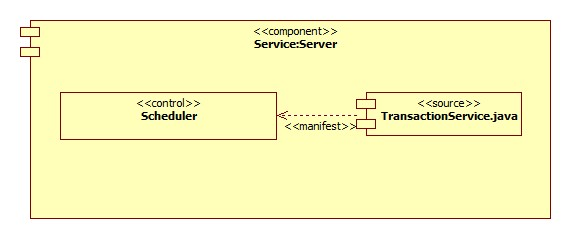 <<component>>
Service:Server
<<control>>
Scheduler
<<manifest>>
<<source>>
TransactionService.java